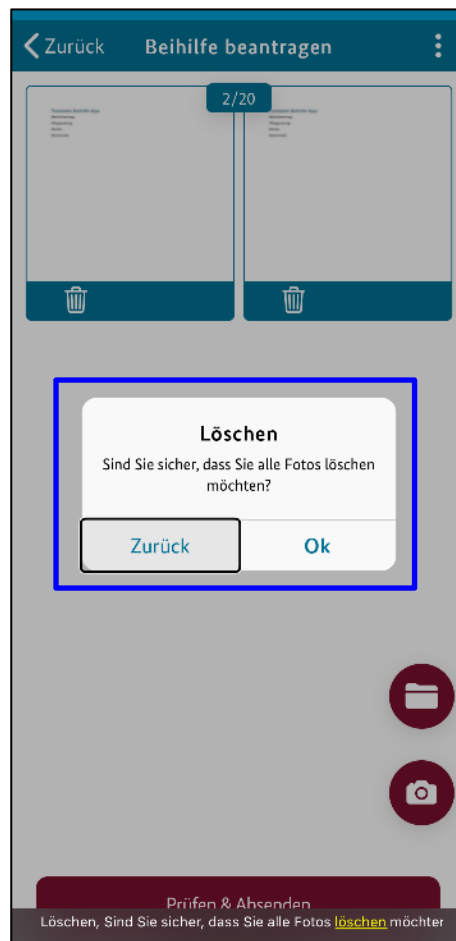 Zurück Beihilfe beantragen
2/20
Löschen
Sind Sie sicher, dass Sie alle Fotos löschen
möchten?
Zurück Ok
Prüfen & Absenden
Löschen, Sind Sie sicher, dass Sie alle Fotos löschen möchter